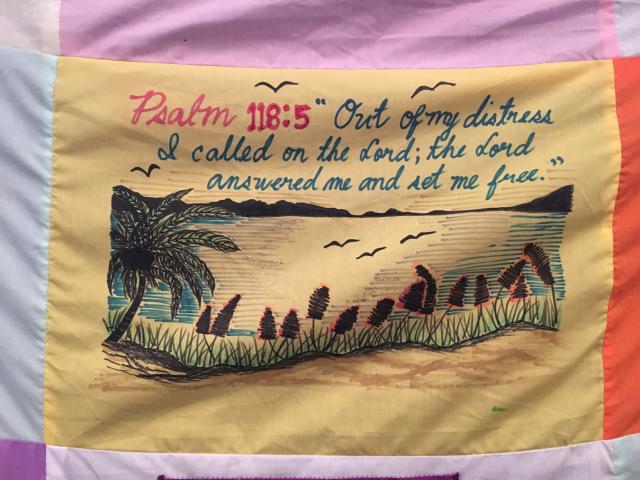 Psalm 118:5 "Out of my distress
I called on the Lord; the Lord
answered me and set me free."